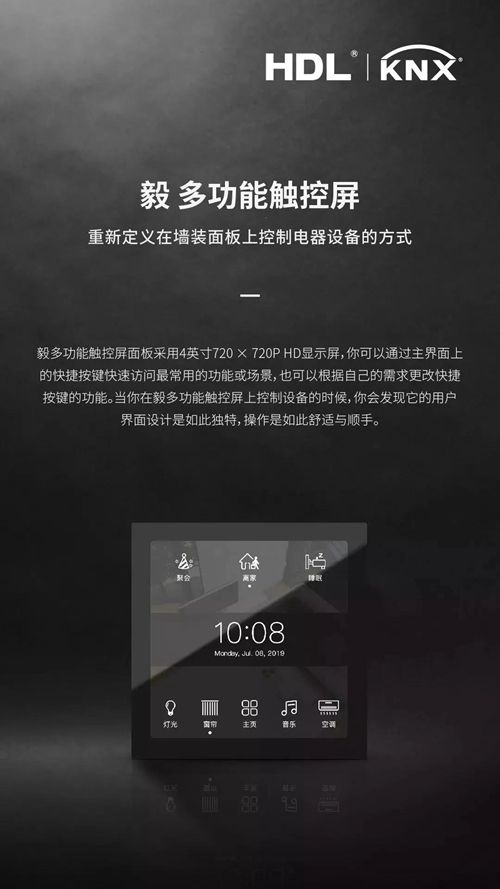 HDL® | KNX®
毅 多功能触控屏
重新定义在墙装面板上控制电器设备的方式
毅多功能触控屏面板采用4英寸720 × 720P HD显示屏,你可以通过主界面上
的快捷按键快速访问最常用的功能或场景,也可以根据自己的需求更改快捷
按键的功能。当你在毅多功能触控屏上控制设备的时候,你会发现它的用户
界面设计是如此独特,操作是如此舒适与顺手。
聚会 离家 睡眠
10:08
Monday, Jul. 08, 2019
灯光 窗帘 主页 音乐 空调